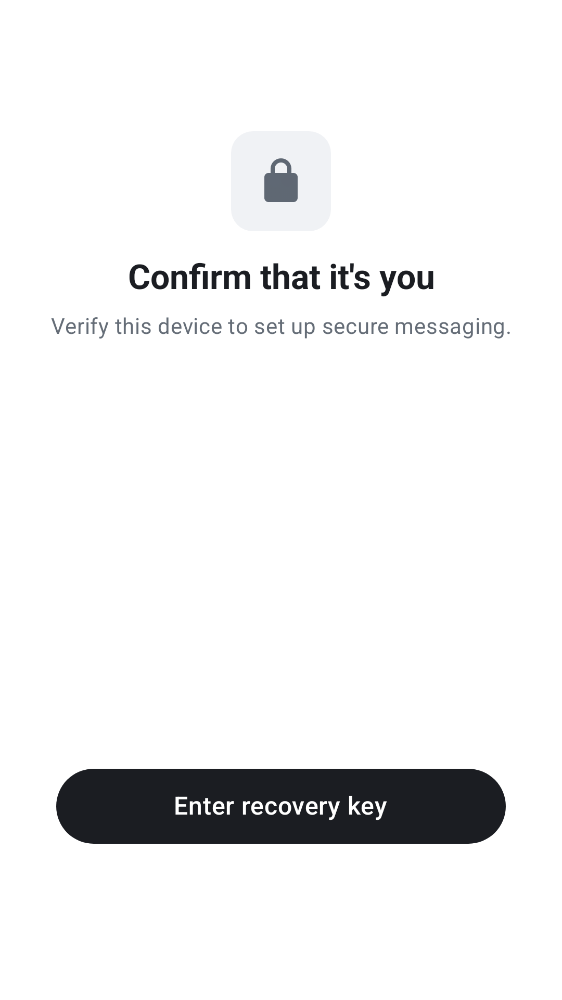 Confirm that it's you
Verify this device to set up secure messaging.
Enter recovery key